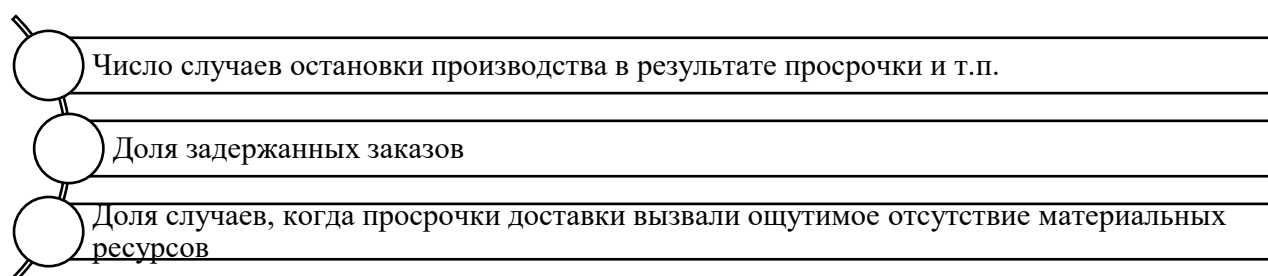 Число случаев остановки производства в результате просрочки и т.п.
Доля задержанных заказов
Доля случаев, когда просрочки доставки вызвали ощутимое отсутствие материальных
ресурсов